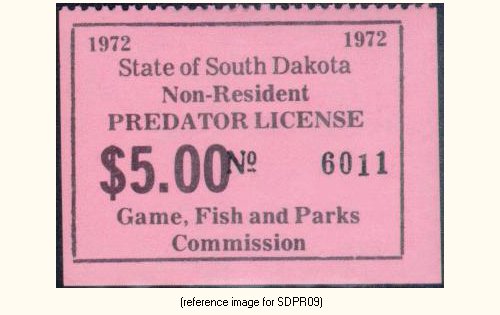 1972 1972
State of South Dakota
Non-Resident
PREDATOR LICENSE
$5.00 Nº 6011
Game, Fish and Parks
Commission
(reference image for SDPR09)